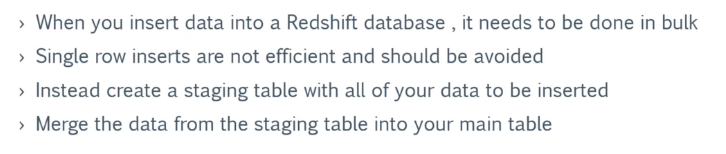 › When you insert data into a Redshift database , it needs to be done in bulk
› Single row inserts are not efficient and should be avoided
› Instead create a staging table with all of your data to be inserted
› Merge the data from the staging table into your main table